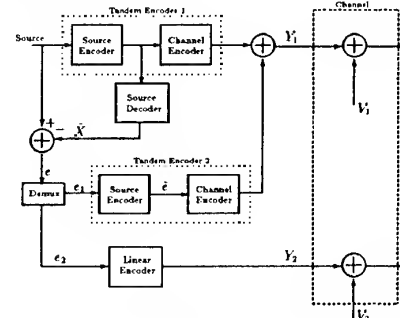 Tandem Encoder 1
Channel
Source
Source
Encoder
Channel
Encoder
Y1
Source
Decoder
V1
+
−
X̂
e
Tandem Encoder 2
Demux
e1
Source
Encoder
ê
Channel
Encoder
e2
Linear
Encoder
Y2
V2